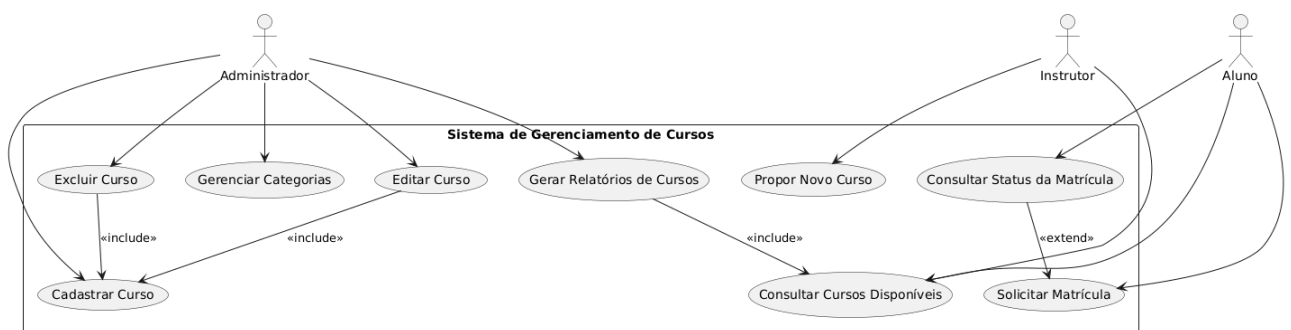 Administrador
Instrutor
Aluno
Sistema de Gerenciamento de Cursos
Excluir Curso
Gerenciar Categorias
Editar Curso
Gerar Relatórios de Cursos
Propor Novo Curso
Consultar Status da Matrícula
«include»
«include»
«include»
«extend»
Cadastrar Curso
Consultar Cursos Disponíveis
Solicitar Matrícula